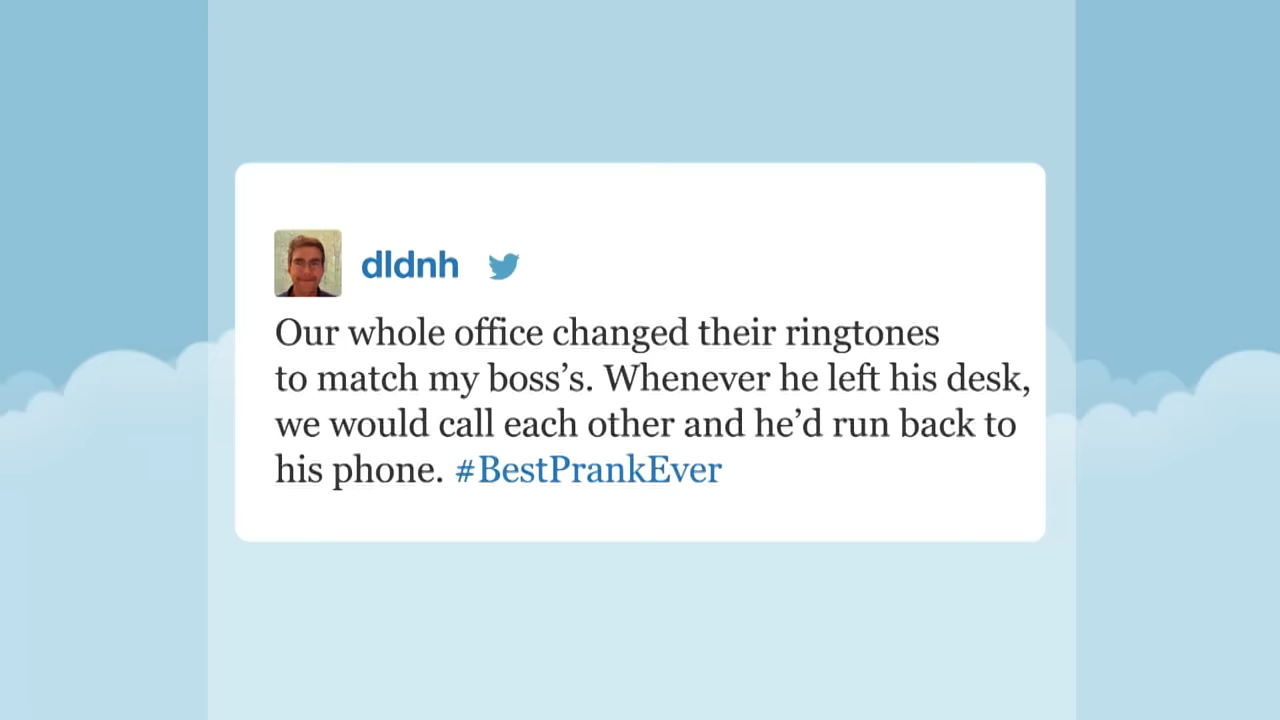 dldnh
Our whole office changed their ringtones
to match my boss’s. Whenever he left his desk,
we would call each other and he’d run back to
his phone. #BestPrankEver